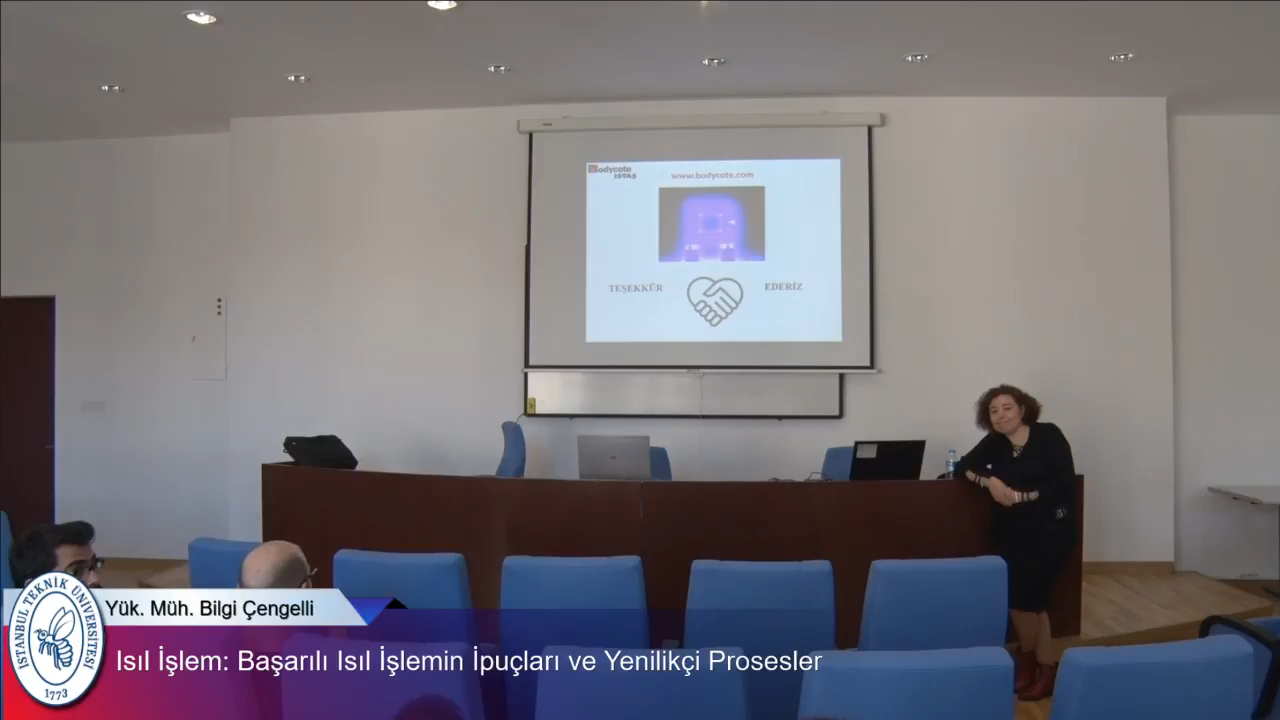 Bodycote
ISTAŞ
www.bodycote.com
TEŞEKKÜR
EDERİZ
Yük. Müh. Bilgi Çengelli
Isıl İşlem: Başarılı Isıl İşlemin İpuçları ve Yenilikçi Prosesler
İSTANBUL TEKNİK ÜNİVERSİTESİ
1773